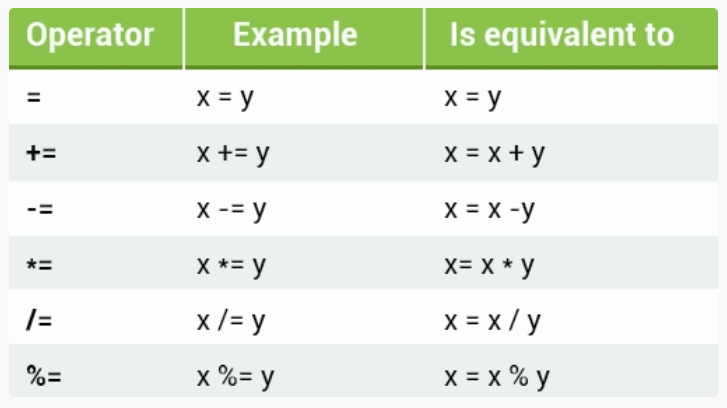 Operator Example Is equivalent to
= x = y x = y
+= x += y x = x + y
-= x -= y x = x -y
*= x *= y x= x * y
/= x /= y x = x / y
%= x %= y x = x % y